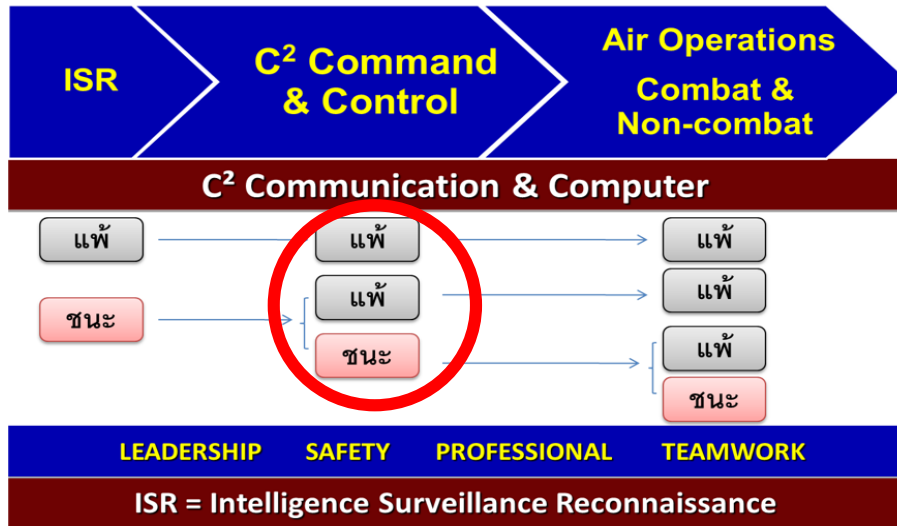 ISR
C² Command
& Control
Air Operations
Combat &
Non-combat
C² Communication & Computer
แพ้ แพ้ แพ้
แพ้ แพ้
ชนะ
ชนะ แพ้
ชนะ
LEADERSHIP SAFETY PROFESSIONAL TEAMWORK
ISR = Intelligence Surveillance Reconnaissance